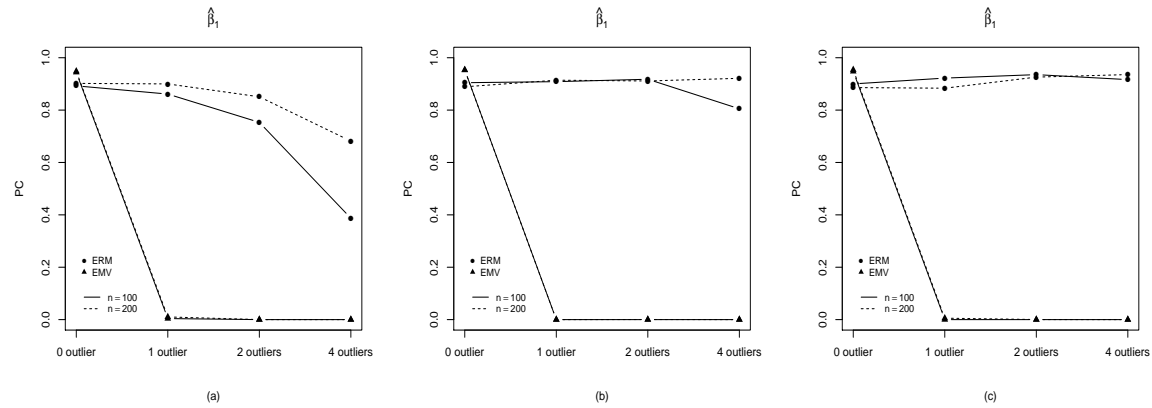 β̂₁
PC
1.0
0.8
0.6
0.4
0.2
0.0
ERM
EMV
n = 100
n = 200
0 outlier 1 outlier 2 outliers 4 outliers
(a)
β̂₁
PC
1.0
0.8
0.6
0.4
0.2
0.0
ERM
EMV
n = 100
n = 200
0 outlier 1 outlier 2 outliers 4 outliers
(b)
β̂₁
PC
1.0
0.8
0.6
0.4
0.2
0.0
ERM
EMV
n = 100
n = 200
0 outlier 1 outlier 2 outliers 4 outliers
(c)